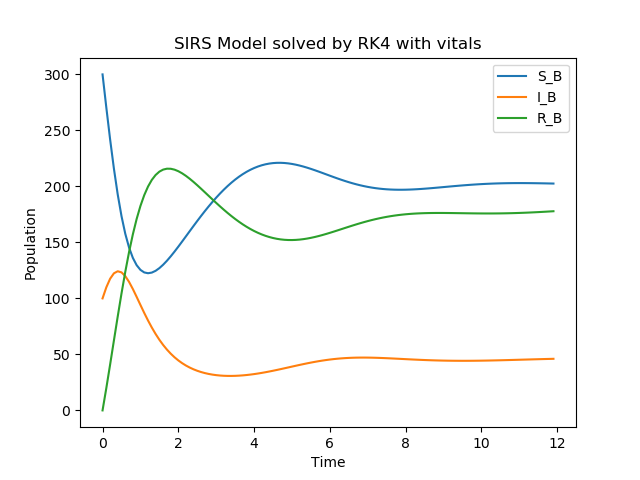 SIRS Model solved by RK4 with vitals
S_B
I_B
R_B
300
250
200
150
100
50
0
Population
0 2 4 6 8 10 12
Time